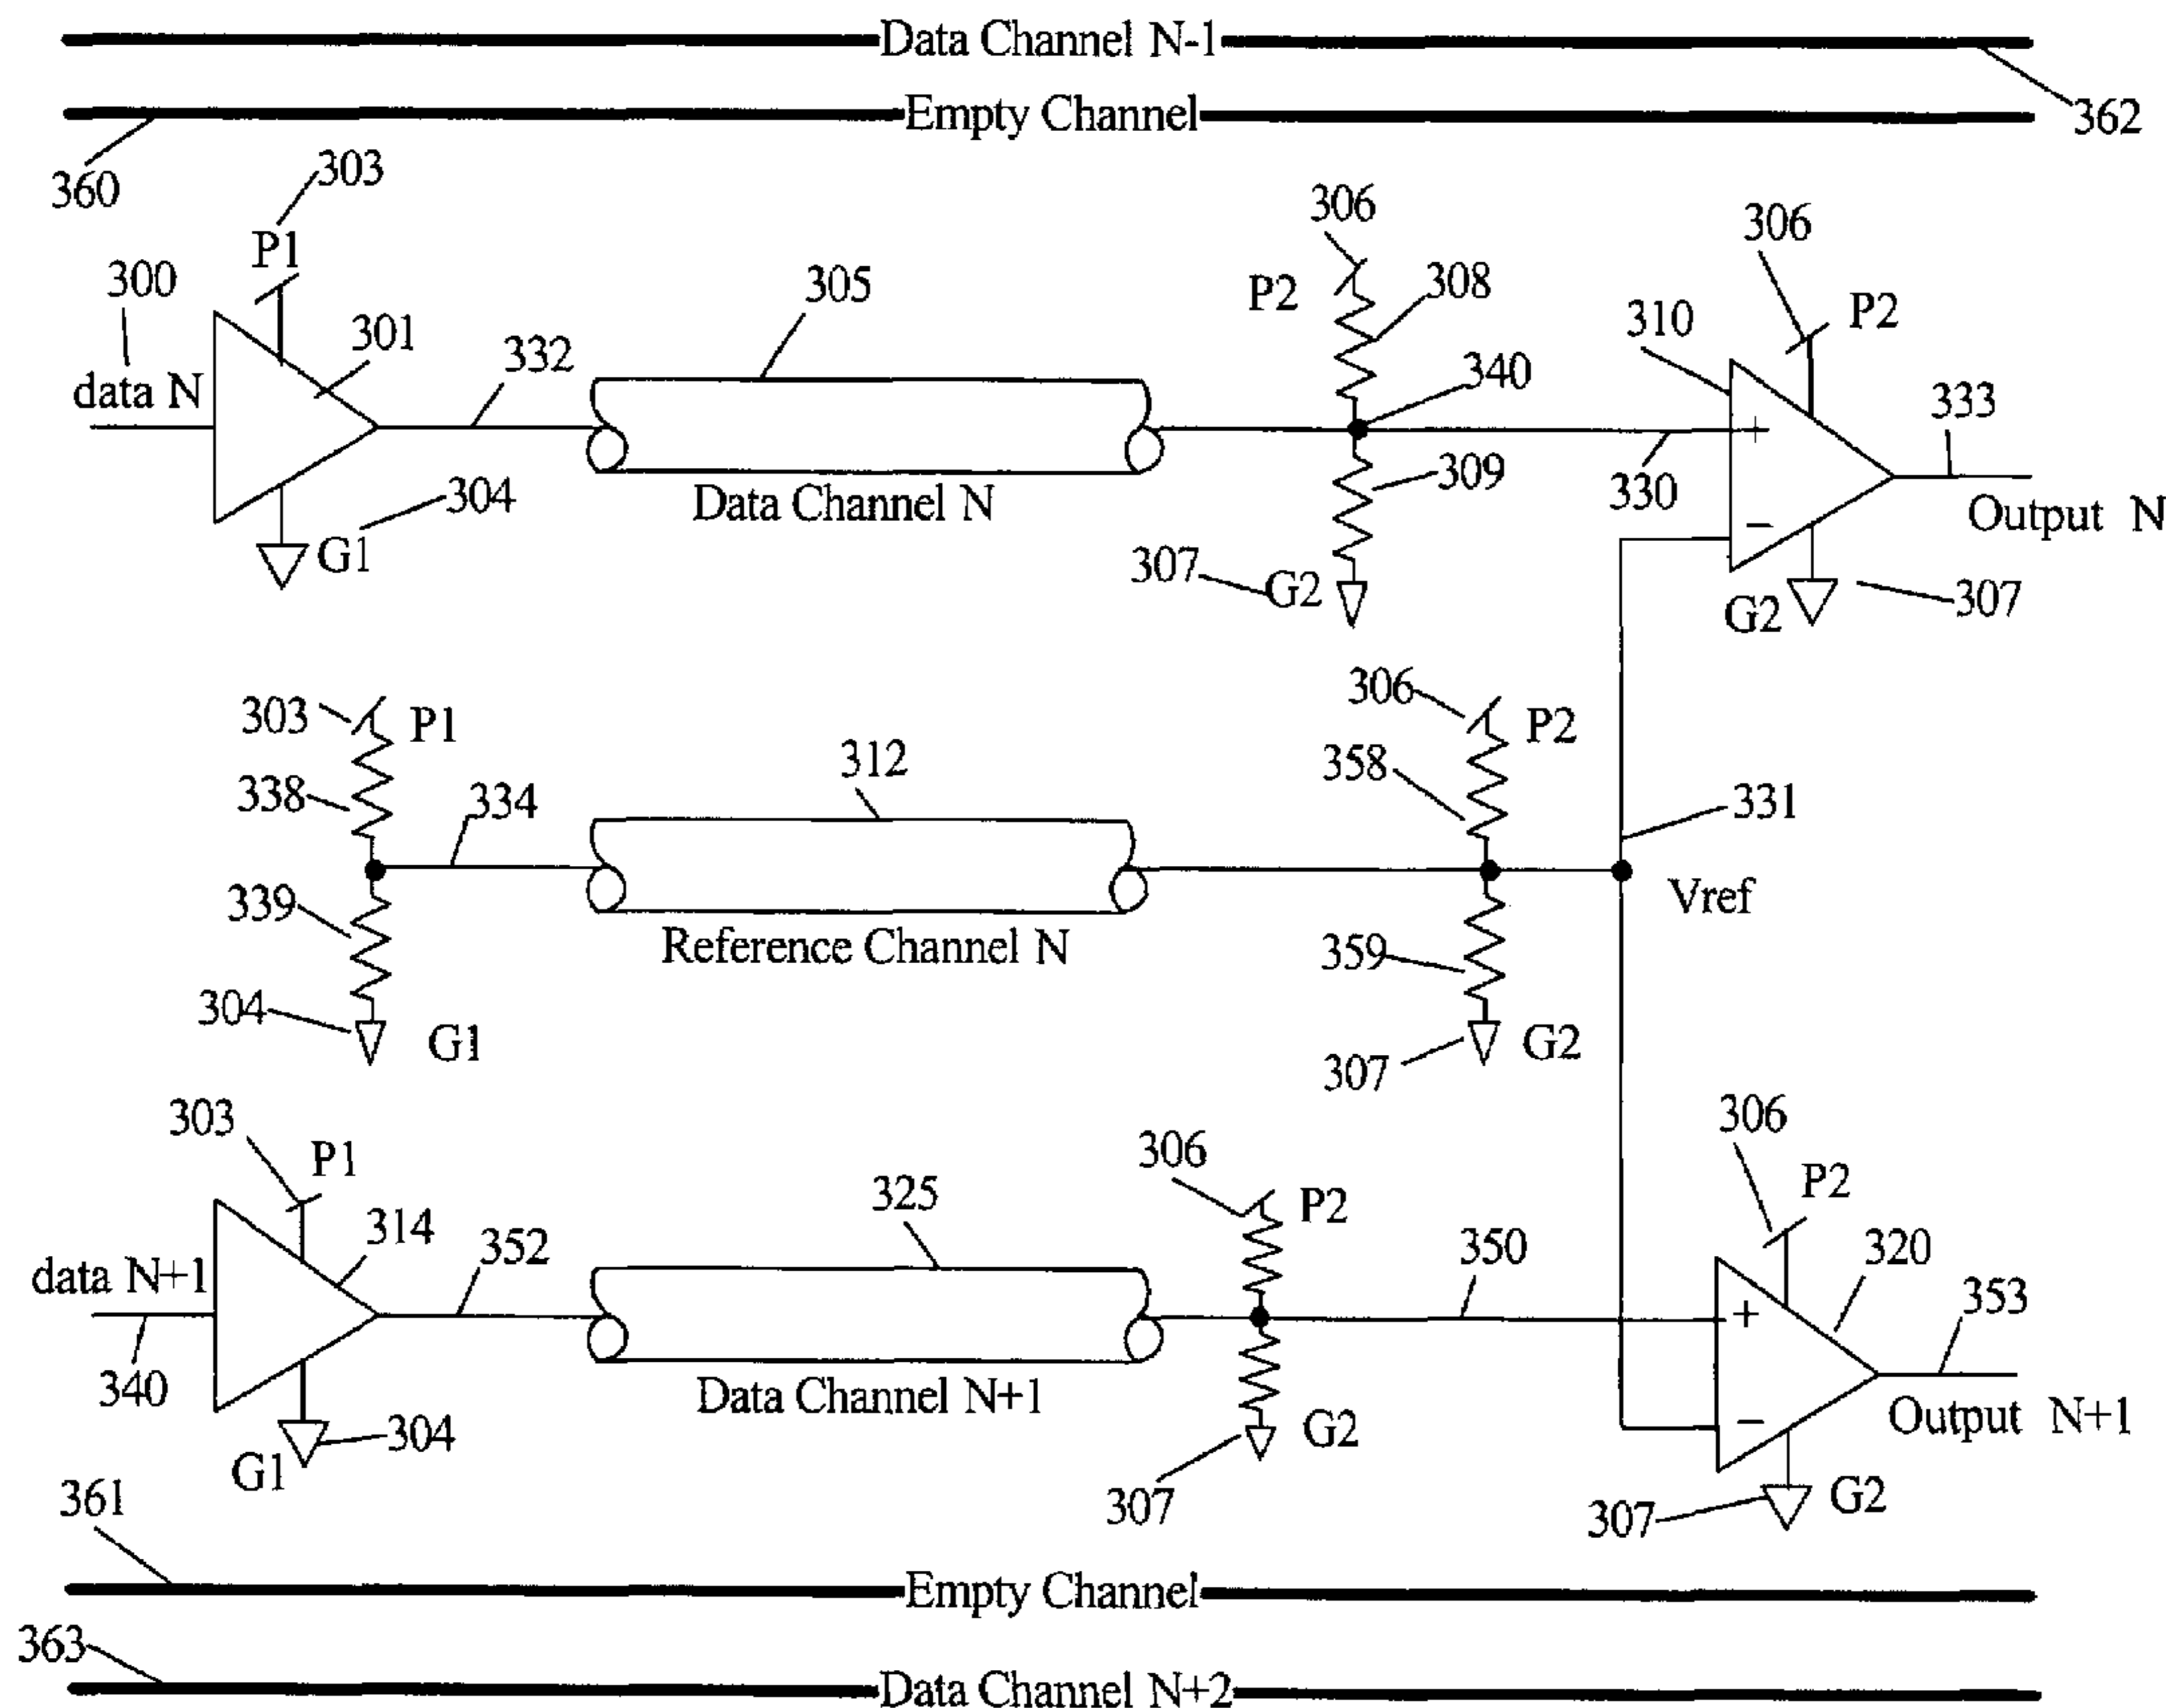 Data Channel N-1
362
Empty Channel
360
303
P1
300
301
data N
332
305
Data Channel N
304
G1
306
P2
308
340
309
307
G2
306
P2
310
330
333
Output N
G2
307
303
P1
338
334
339
304
G1
312
Reference Channel N
306
P2
358
359
307
G2
331
Vref
303
P1
314
data N+1
340
352
325
Data Channel N+1
304
G1
306
P2
350
307
G2
306
P2
320
353
Output N+1
307
G2
361
Empty Channel
363
Data Channel N+2
+
−
+
−